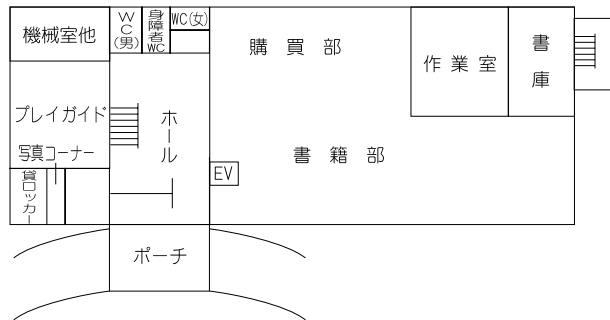 機械室他
WC(男)
身障者WC
WC(女)
購買部
作業室
書庫
プレイガイド
写真コーナー
ホール
書籍部
EV
貸ロッカー
ポーチ